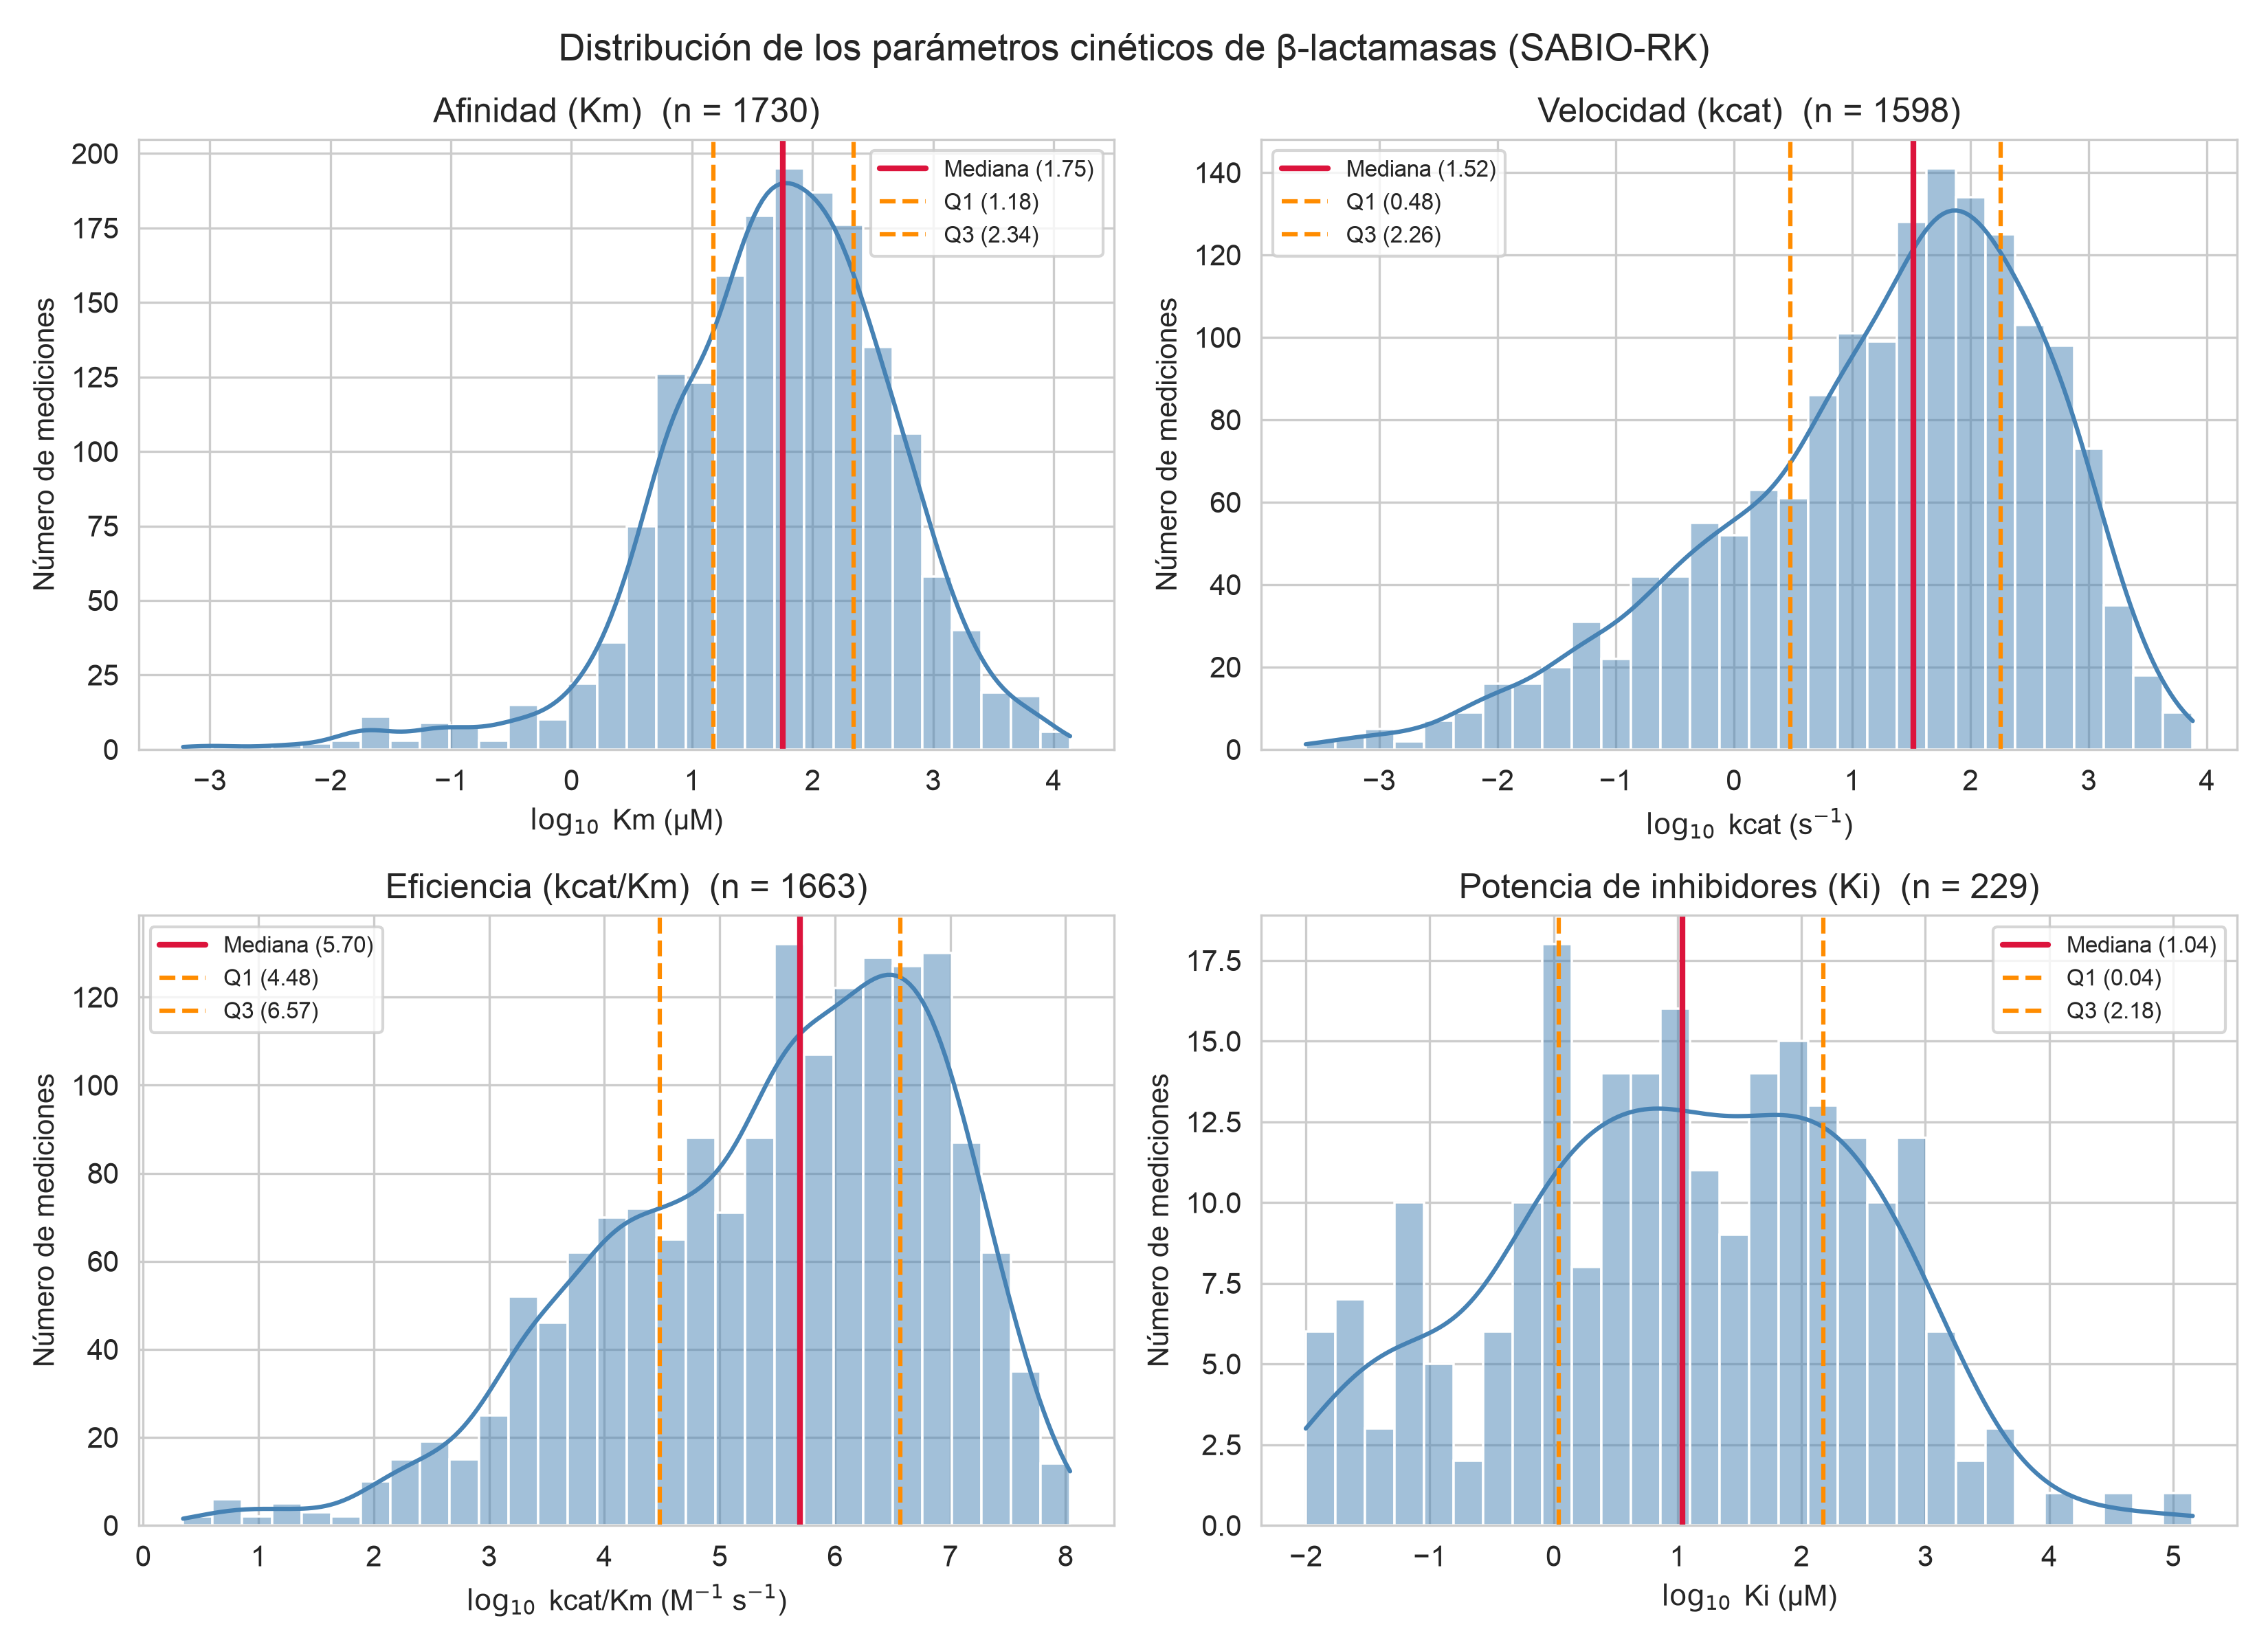 Distribución de los parámetros cinéticos de β-lactamasas (SABIO-RK)
Afinidad (Km)  (n = 1730)
Número de mediciones
200
175
150
125
100
75
50
25
0
Mediana (1.75)
Q1 (1.18)
Q3 (2.34)
−3 −2 −1 0 1 2 3 4
log₁₀ Km (µM)
Velocidad (kcat)  (n = 1598)
Número de mediciones
140
120
100
80
60
40
20
0
Mediana (1.52)
Q1 (0.48)
Q3 (2.26)
−3 −2 −1 0 1 2 3 4
log₁₀ kcat (s⁻¹)
Eficiencia (kcat/Km)  (n = 1663)
Número de mediciones
120
100
80
60
40
20
0
Mediana (5.70)
Q1 (4.48)
Q3 (6.57)
0 1 2 3 4 5 6 7 8
log₁₀ kcat/Km (M⁻¹ s⁻¹)
Potencia de inhibidores (Ki)  (n = 229)
Número de mediciones
17.5
15.0
12.5
10.0
7.5
5.0
2.5
0.0
Mediana (1.04)
Q1 (0.04)
Q3 (2.18)
−2 −1 0 1 2 3 4 5
log₁₀ Ki (µM)